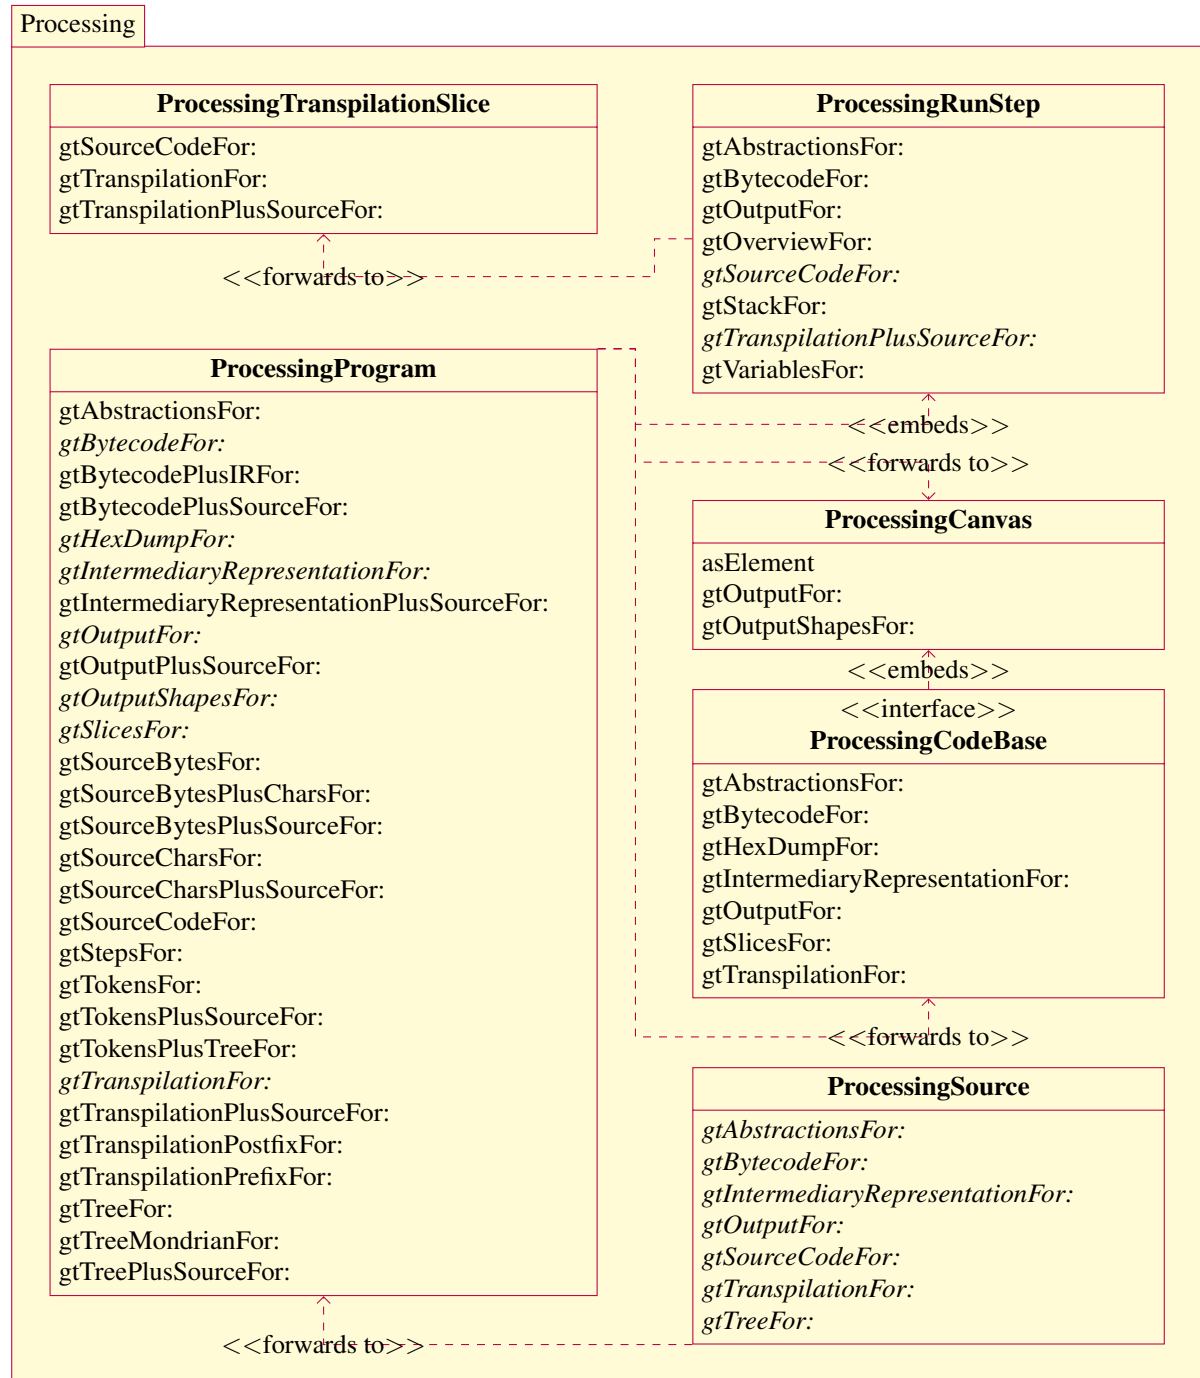 Processing
ProcessingTranspilationSlice
gtSourceCodeFor:
gtTranspilationFor:
gtTranspilationPlusSourceFor:
<<forwards to>>
ProcessingRunStep
gtAbstractionsFor:
gtBytecodeFor:
gtOutputFor:
gtOverviewFor:
gtSourceCodeFor:
gtStackFor:
gtTranspilationPlusSourceFor:
gtVariablesFor:
<<embeds>>
<<forwards to>>
ProcessingProgram
gtAbstractionsFor:
gtBytecodeFor:
gtBytecodePlusIRFor:
gtBytecodePlusSourceFor:
gtHexDumpFor:
gtIntermediaryRepresentationFor:
gtIntermediaryRepresentationPlusSourceFor:
gtOutputFor:
gtOutputPlusSourceFor:
gtOutputShapesFor:
gtSlicesFor:
gtSourceBytesFor:
gtSourceBytesPlusCharsFor:
gtSourceBytesPlusSourceFor:
gtSourceCharsFor:
gtSourceCharsPlusSourceFor:
gtSourceCodeFor:
gtStepsFor:
gtTokensFor:
gtTokensPlusSourceFor:
gtTokensPlusTreeFor:
gtTranspilationFor:
gtTranspilationPlusSourceFor:
gtTranspilationPostfixFor:
gtTranspilationPrefixFor:
gtTreeFor:
gtTreeMondrianFor:
gtTreePlusSourceFor:
<<forwards to>>
ProcessingCanvas
asElement
gtOutputFor:
gtOutputShapesFor:
<<embeds>>
<<interface>>
ProcessingCodeBase
gtAbstractionsFor:
gtBytecodeFor:
gtHexDumpFor:
gtIntermediaryRepresentationFor:
gtOutputFor:
gtSlicesFor:
gtTranspilationFor:
<<forwards to>>
ProcessingSource
gtAbstractionsFor:
gtBytecodeFor:
gtIntermediaryRepresentationFor:
gtOutputFor:
gtSourceCodeFor:
gtTranspilationFor:
gtTreeFor: